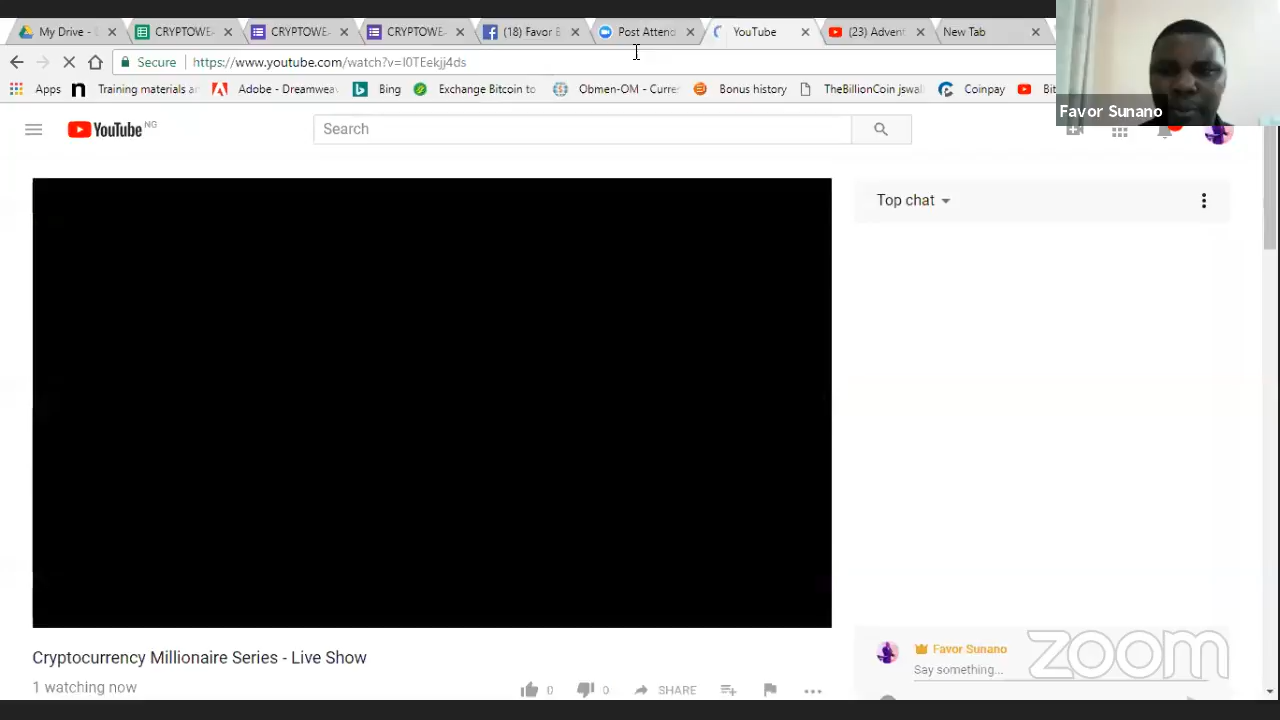 My Drive -
CRYPTOWE-
CRYPTOWE-
CRYPTOWE-
(18) Favor
Post Attend
YouTube
(23) Advent
New Tab
Secure
https://www.youtube.com/watch?v=I0TEekjj4ds
Apps
n
Training materials a
Adobe - Dreamwea
Bing
Exchange Bitcoin to
Obmen-OM - Curre
Bonus history
TheBillionCoin jswal
Coinpay
Bit
Favor Sunano
YouTube NG
Search
Top chat
Cryptocurrency Millionaire Series - Live Show
1 watching now
0
0
SHARE
Favor Sunano
Say something...
zoom